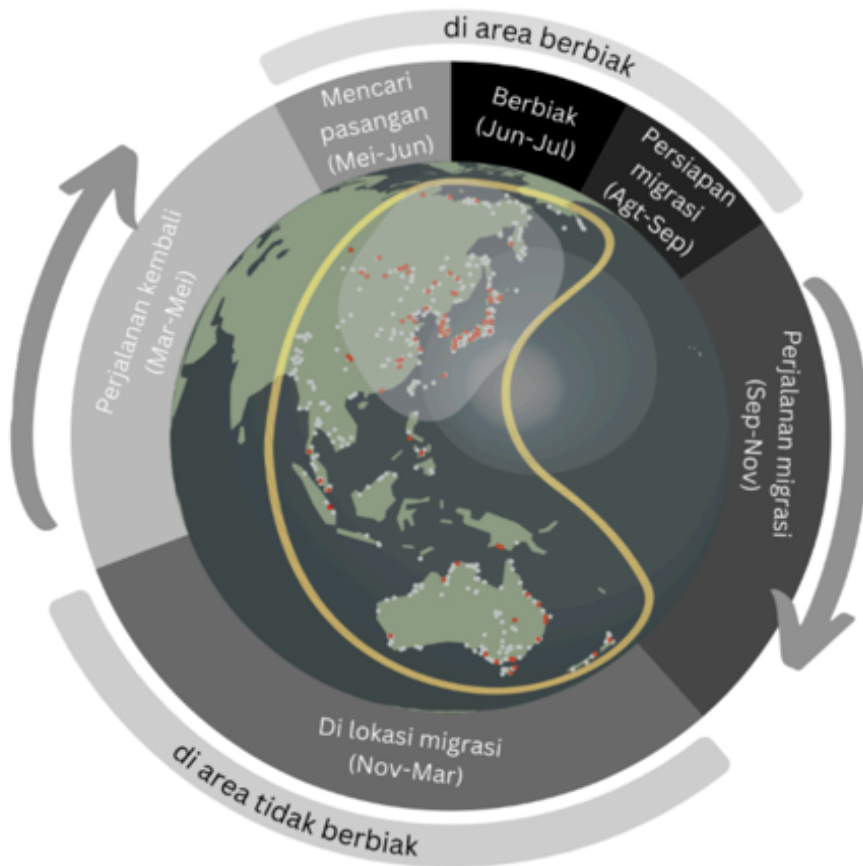 di area berbiak
Mencari
pasangan
(Mei-Jun)
Berbiak
(Jun-Jul)
Persiapan
migrasi
(Agt-Sep)
Perjalanan migrasi
(Sep-Nov)
Di lokasi migrasi
(Nov-Mar)
di area tidak berbiak
Perjalanan kembali
(Mar-Mei)